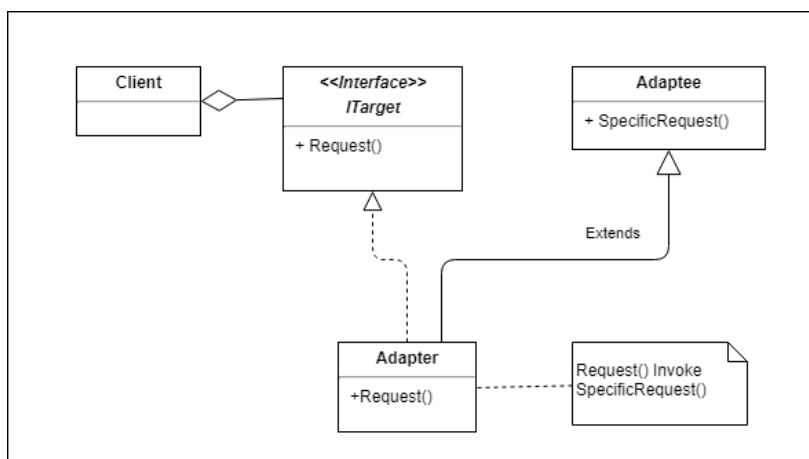 Client
<<Interface>>
ITarget
+ Request()
Adaptee
+ SpecificRequest()
Extends
Adapter
+Request()
Request() Invoke
SpecificRequest()